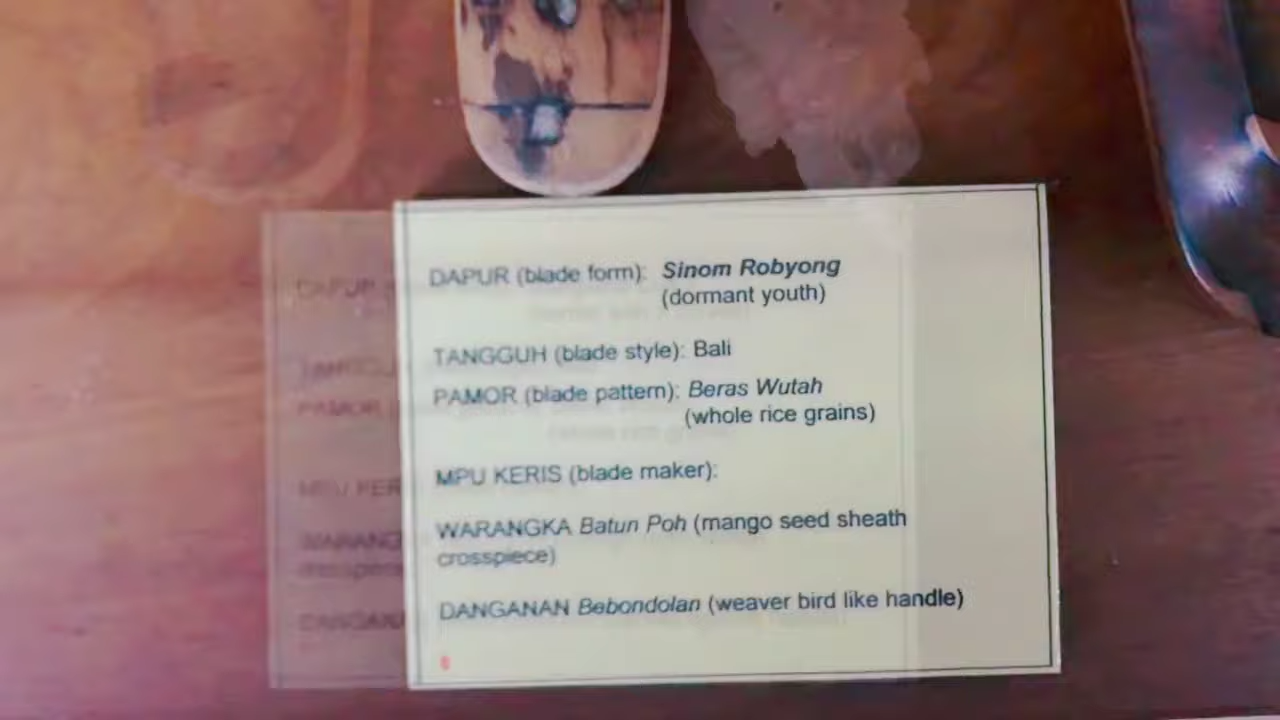 DAPUR (blade form): Sinom Robyong
(dormant youth)
TANGGUH (blade style): Bali
PAMOR (blade pattern): Beras Wutah
(whole rice grains)
MPU KERIS (blade maker):
WARANGKA Batun Poh (mango seed sheath
crosspiece)
DANGANAN Bebondolan (weaver bird like handle)